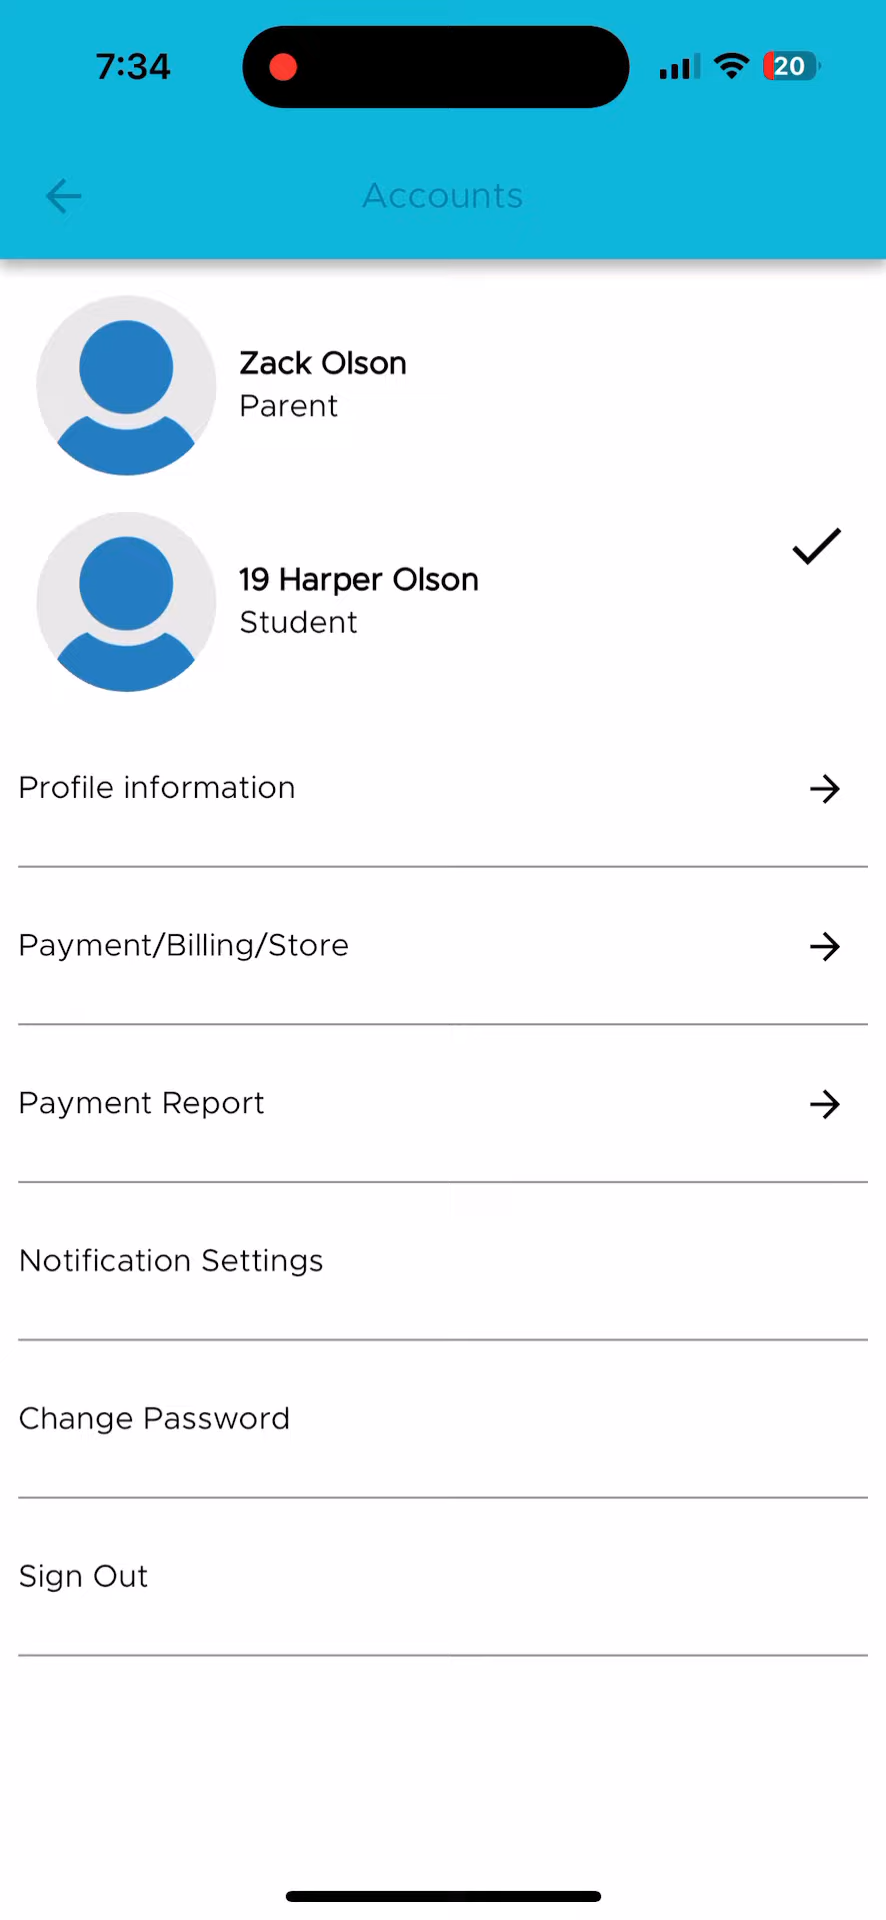 7:34
20
Accounts
Zack Olson
Parent
19 Harper Olson
Student
Profile information
Payment/Billing/Store
Payment Report
Notification Settings
Change Password
Sign Out